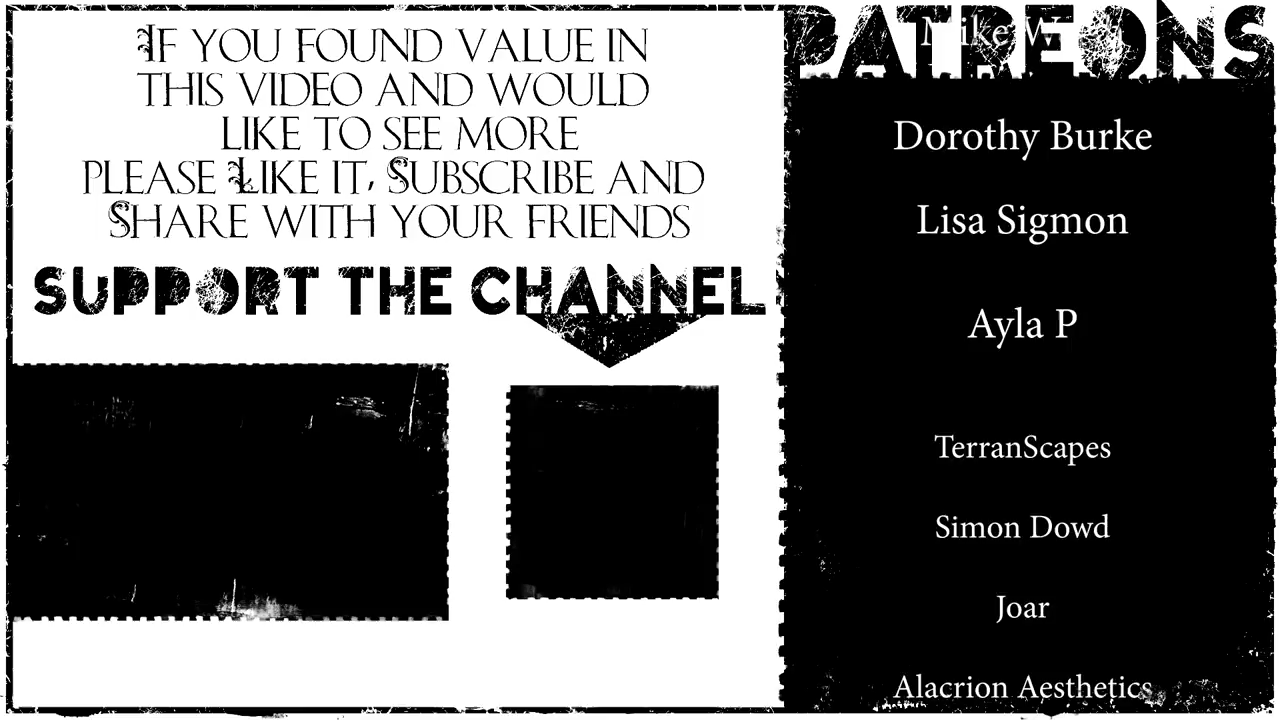 If you found value in
this video and would
like to see more
please Like it, Subscribe and
Share with your friends
SUPPORT THE CHANNEL
PATREONS
Mike
Dorothy Burke
Lisa Sigmon
Ayla P
TerranScapes
Simon Dowd
Joar
Alacrion Aesthetics